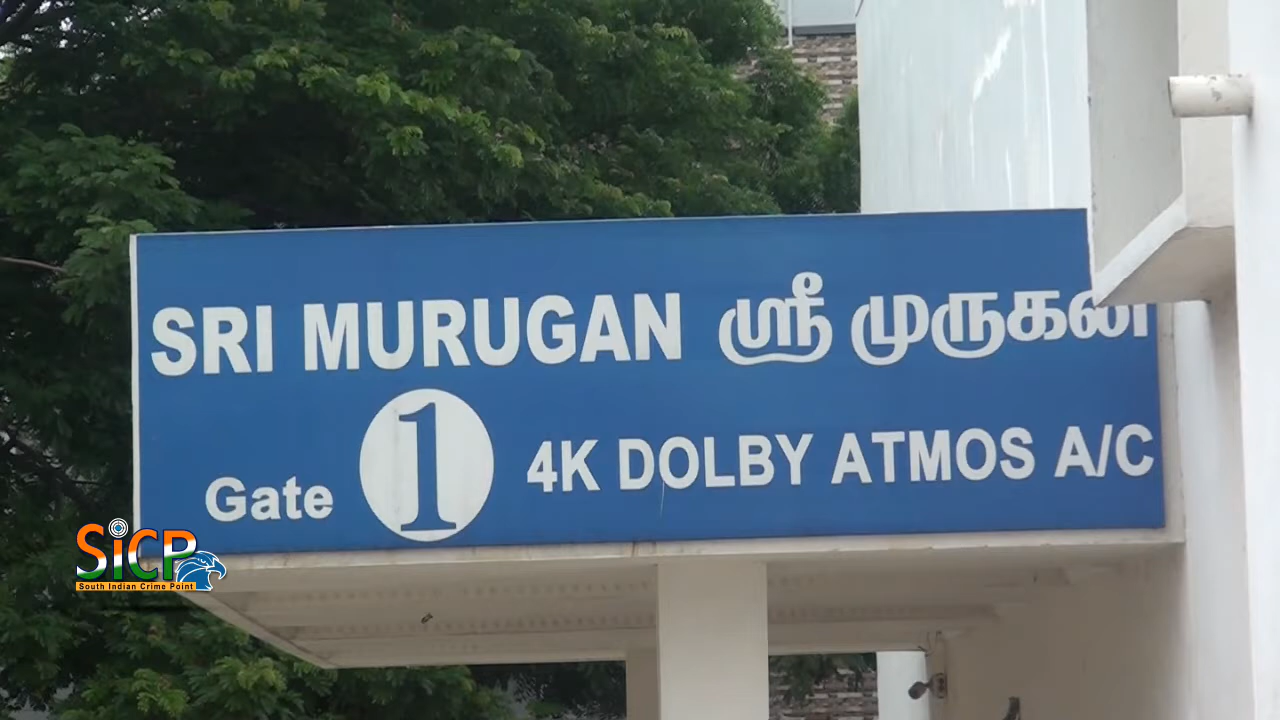 SRI MURUGAN ஸ்ரீ முருகன்
Gate 1 4K DOLBY ATMOS A/C
SiCP
South Indian Crime Point